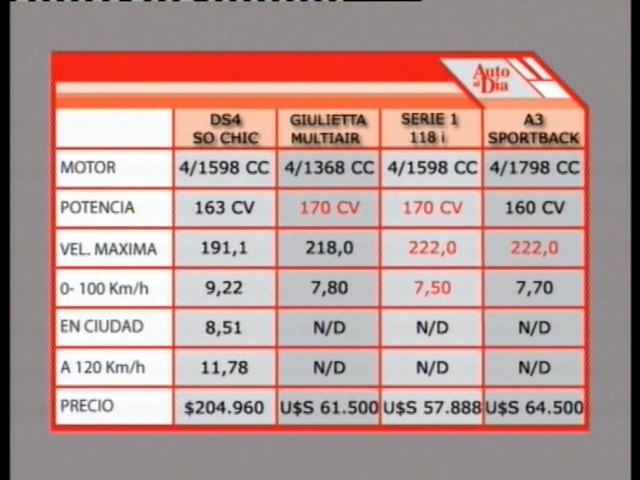 Auto
al Dia
DS4 SO CHIC GIULIETTA MULTIAIR SERIE 1 118 i A3 SPORTBACK
MOTOR 4/1598 CC 4/1368 CC 4/1598 CC 4/1798 CC
POTENCIA 163 CV 170 CV 170 CV 160 CV
VEL. MAXIMA 191,1 218,0 222,0 222,0
0- 100 Km/h 9,22 7,80 7,50 7,70
EN CIUDAD 8,51 N/D N/D N/D
A 120 Km/h 11,78 N/D N/D N/D
PRECIO $204.960 U$S 61.500 U$S 57.888 U$S 64.500